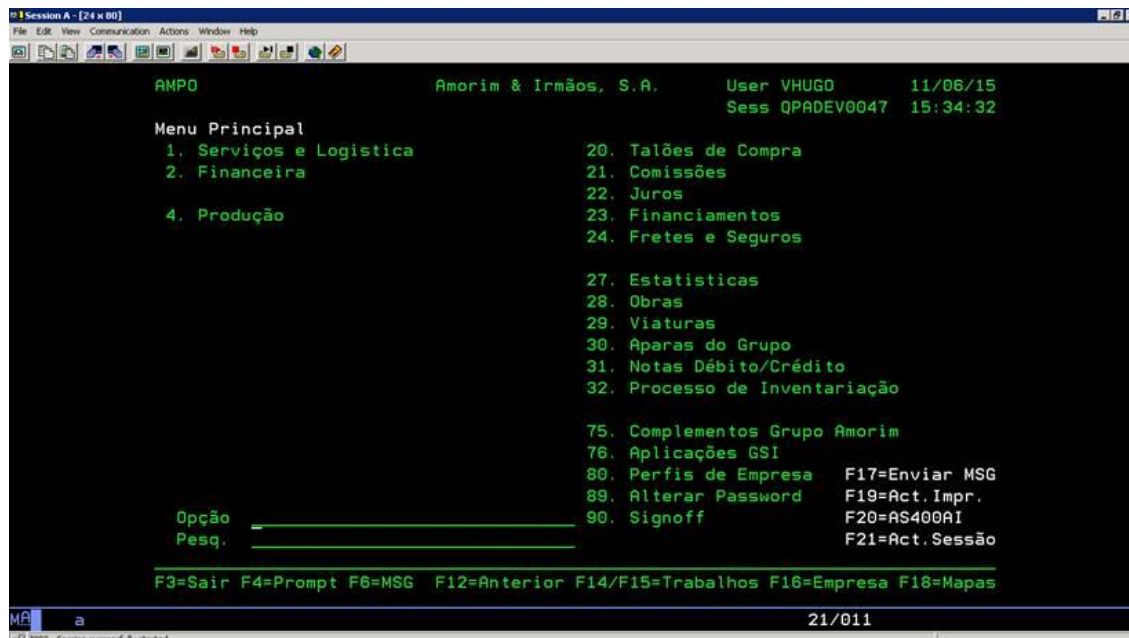 Session A - [24 x 80]
File Edit View Communication Actions Window Help
AMPO Amorim & Irmãos, S.A. User VHUGO 11/06/15
Sess QPADEV0047 15:34:32
Menu Principal
1. Serviços e Logistica 20. Talões de Compra
2. Financeira 21. Comissões
22. Juros
4. Produção 23. Financiamentos
24. Fretes e Seguros
27. Estatisticas
28. Obras
29. Viaturas
30. Aparas do Grupo
31. Notas Débito/Crédito
32. Processo de Inventariação
75. Complementos Grupo Amorim
76. Aplicações GSI
80. Perfis de Empresa F17=Enviar MSG
89. Alterar Password F19=Act.Impr.
Opção 90. Signoff F20=AS400AI
Pesq. F21=Act.Sessão
F3=Sair F4=Prompt F6=MSG F12=Anterior F14/F15=Trabalhos F16=Empresa F18=Mapas
MA a 21/011